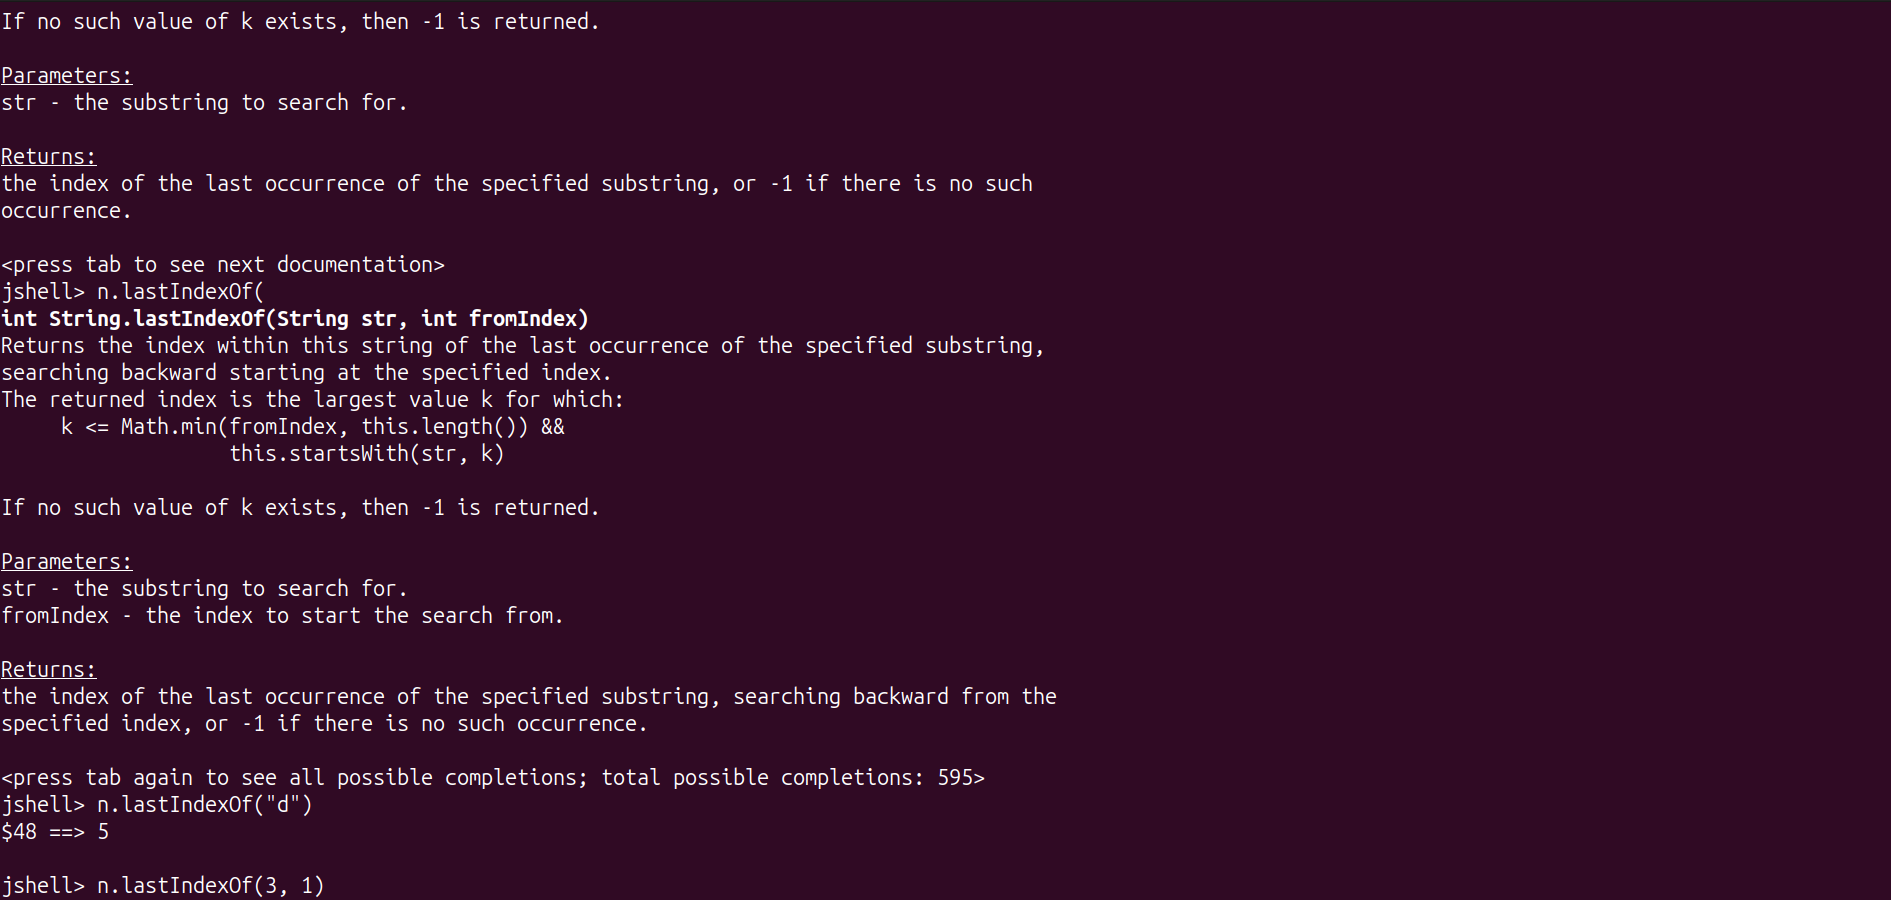 If no such value of k exists, then -1 is returned.
Parameters:
str - the substring to search for.
Returns:
the index of the last occurrence of the specified substring, or -1 if there is no such
occurrence.
<press tab to see next documentation>
jshell> n.lastIndexOf(
int String.lastIndexOf(String str, int fromIndex)
Returns the index within this string of the last occurrence of the specified substring,
searching backward starting at the specified index.
The returned index is the largest value k for which:
     k <= Math.min(fromIndex, this.length()) &&
                   this.startsWith(str, k)
If no such value of k exists, then -1 is returned.
Parameters:
str - the substring to search for.
fromIndex - the index to start the search from.
Returns:
the index of the last occurrence of the specified substring, searching backward from the
specified index, or -1 if there is no such occurrence.
<press tab again to see all possible completions; total possible completions: 595>
jshell> n.lastIndexOf("d")
$48 ==> 5
jshell> n.lastIndexOf(3, 1)